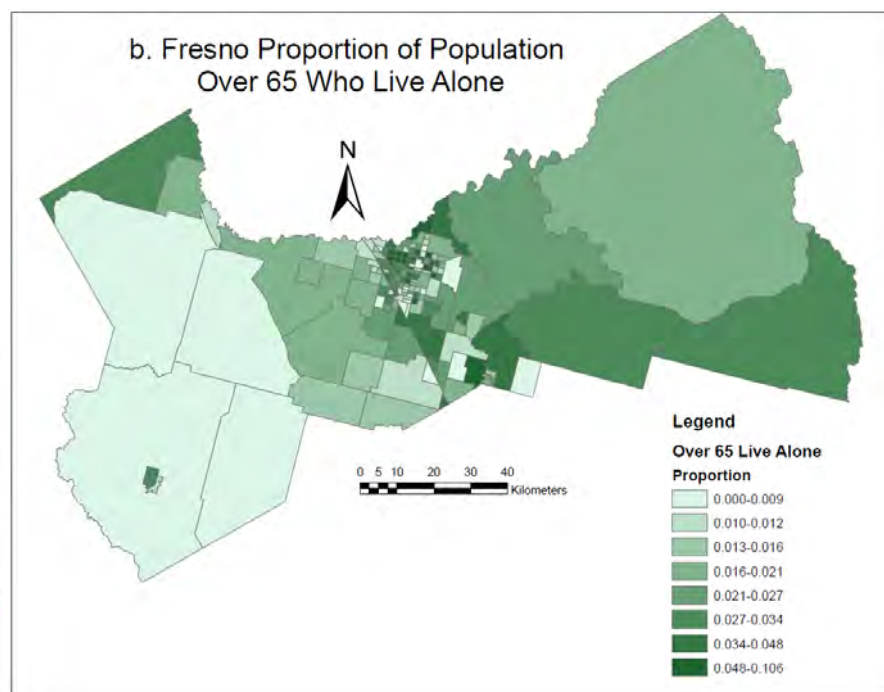 b. Fresno Proportion of Population
Over 65 Who Live Alone
N
0 5 10 20 30 40
Kilometers
Legend
Over 65 Live Alone
Proportion
0.000-0.009
0.010-0.012
0.013-0.016
0.016-0.021
0.021-0.027
0.027-0.034
0.034-0.048
0.048-0.106